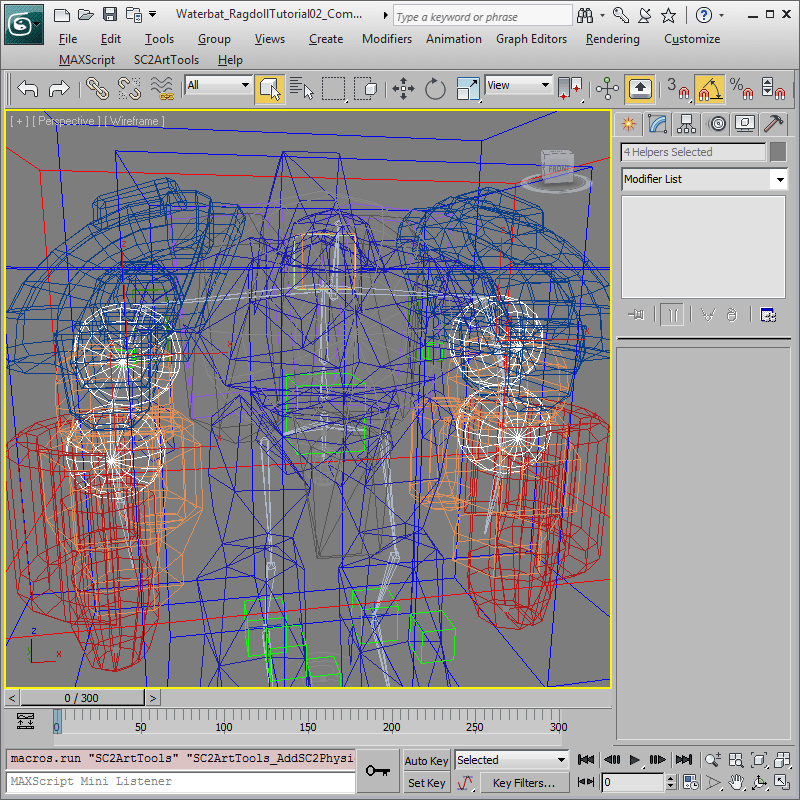 Waterbat_RagdollTutorial02_Com...
Type a keyword or phrase
File Edit Tools Group Views Create Modifiers Animation Graph Editors Rendering Customize
MAXScript SC2ArtTools Help
All
View
3
%
[ + ] [ Perspective ] [ Wireframe ]
FRONT
4 Helpers Selected
Modifier List
z
x
< 0 / 300 >
0 50 100 150 200 250 300
macros.run "SC2ArtTools" "SC2ArtTools_AddSC2Physi
MAXScript Mini Listener
Auto Key
Selected
Set Key
Key Filters...
0